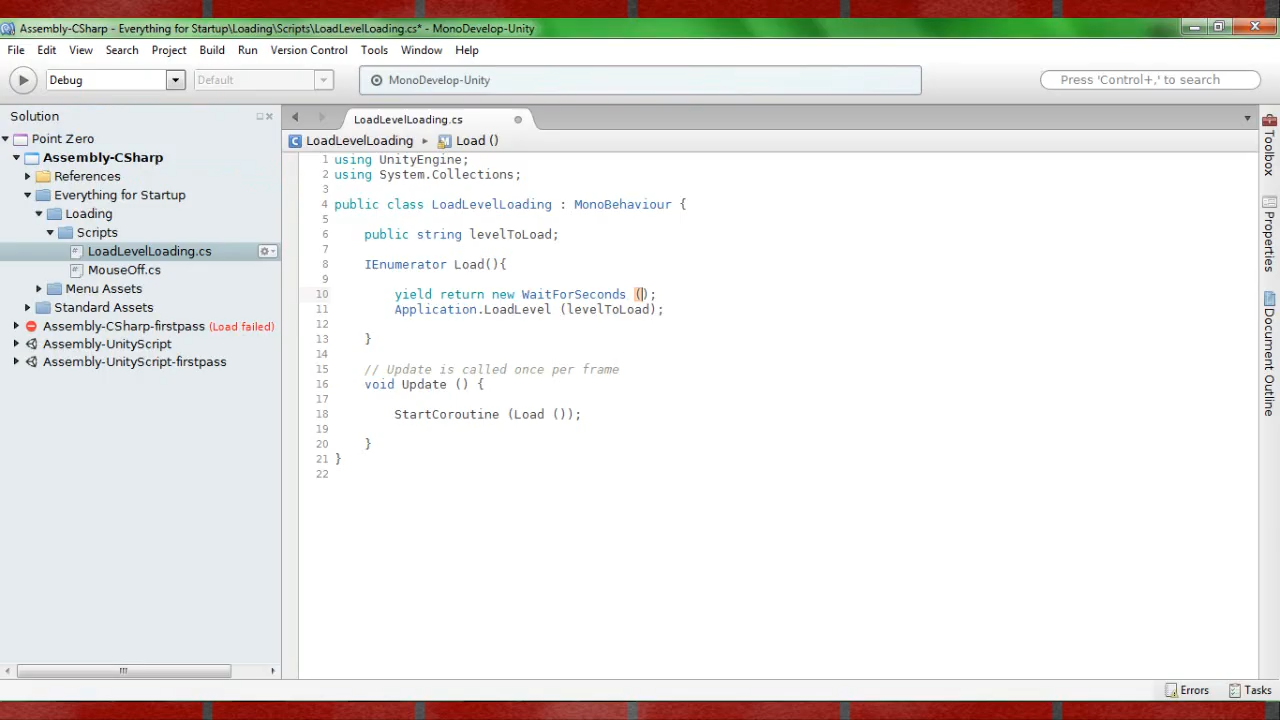 Assembly-CSharp - Everything for Startup\Loading\Scripts\LoadLevelLoading.cs* - MonoDevelop-Unity
File Edit View Search Project Build Run Version Control Tools Window Help
Debug Default MonoDevelop-Unity Press 'Control+,' to search
Solution
Point Zero
Assembly-CSharp
References
Everything for Startup
Loading
Scripts
LoadLevelLoading.cs
MouseOff.cs
Menu Assets
Standard Assets
Assembly-CSharp-firstpass (Load failed)
Assembly-UnityScript
Assembly-UnityScript-firstpass
LoadLevelLoading.cs
LoadLevelLoading Load ()
1 using UnityEngine;
2 using System.Collections;
3
4 public class LoadLevelLoading : MonoBehaviour {
5
6 public string levelToLoad;
7
8 IEnumerator Load(){
9
10 yield return new WaitForSeconds ();
11 Application.LoadLevel (levelToLoad);
12
13 }
14
15 // Update is called once per frame
16 void Update () {
17
18 StartCoroutine (Load ());
19
20 }
21 }
22
Toolbox
Properties
Document Outline
Errors Tasks